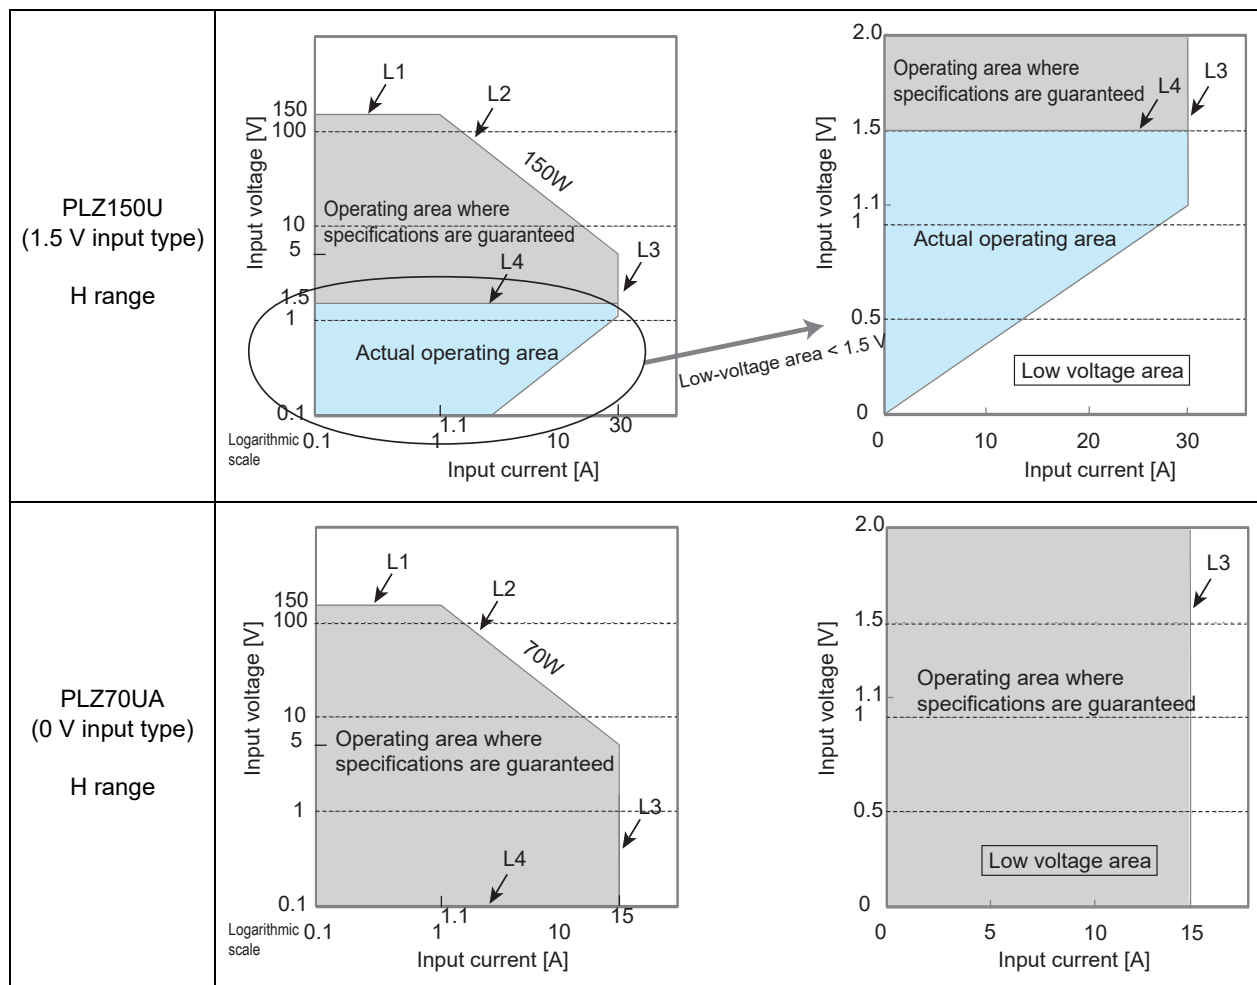 PLZ150U
(1.5 V input type)
H range
L1
L2
150W
150
100
10
5
1.5
1
0.1
Input voltage [V]
Operating area where
specifications are guaranteed
L3
L4
Actual operating area
Low-voltage area < 1.5 V
1.1
30
Logarithmic
scale
0.1
1
10
Input current [A]
2.0
1.5
1.1
1
0.5
0
Input voltage [V]
Operating area where
specifications are guaranteed
L4
L3
Actual operating area
Low voltage area
0
10
20
30
Input current [A]
PLZ70UA
(0 V input type)
H range
L1
L2
70W
150
100
10
5
1
0.1
Input voltage [V]
Operating area where
specifications are guaranteed
L3
L4
1.1
15
Logarithmic
scale
0.1
1
10
Input current [A]
2.0
1.5
1.1
1
0.5
0
Input voltage [V]
L3
Operating area where
specifications are guaranteed
Low voltage area
0
5
10
15
Input current [A]